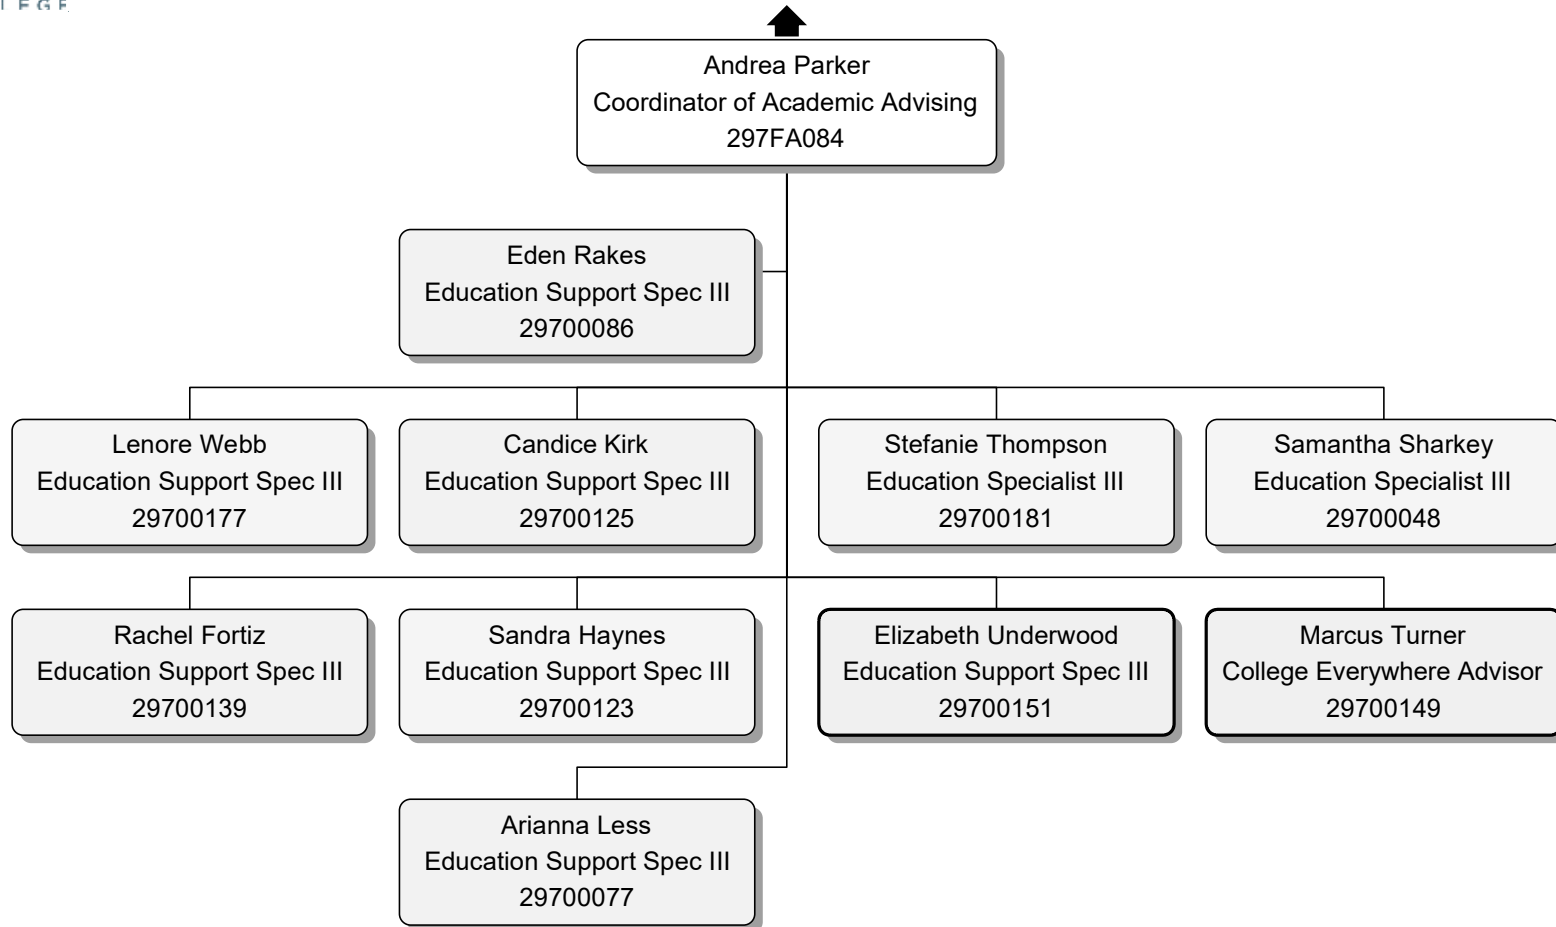 Andrea Parker
Coordinator of Academic Advising
297FA084
Eden Rakes
Education Support Spec III
29700086
Lenore Webb
Education Support Spec III
29700177
Candice Kirk
Education Support Spec III
29700125
Stefanie Thompson
Education Specialist III
29700181
Samantha Sharkey
Education Specialist III
29700048
Rachel Fortiz
Education Support Spec III
29700139
Sandra Haynes
Education Support Spec III
29700123
Elizabeth Underwood
Education Support Spec III
29700151
Marcus Turner
College Everywhere Advisor
29700149
Arianna Less
Education Support Spec III
29700077